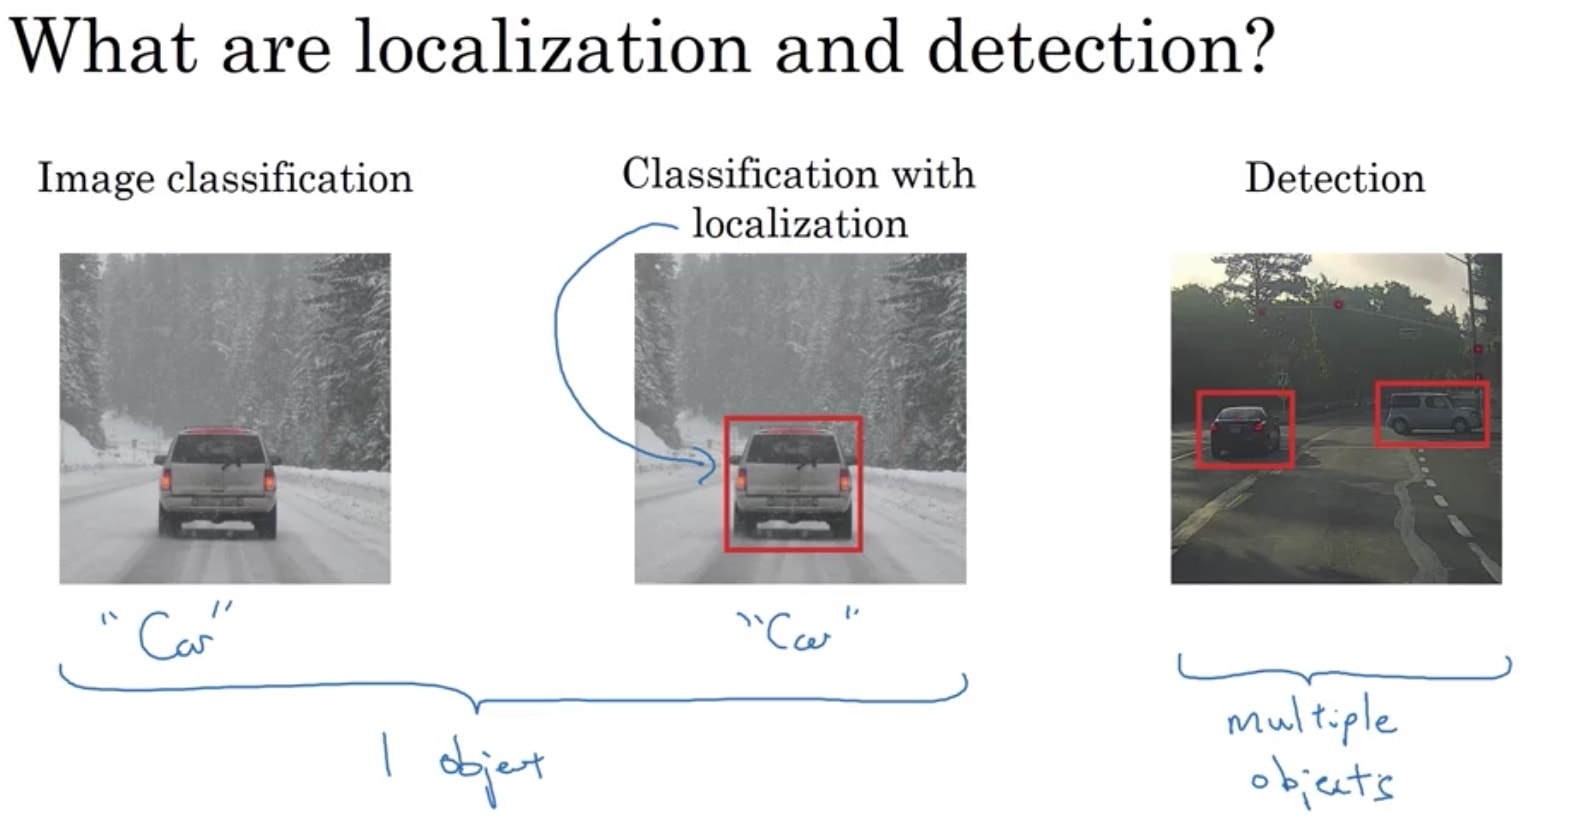 What are localization and detection?
Image classification
Classification with
localization
Detection
"Car"
"Car"
1 object
multiple
objects